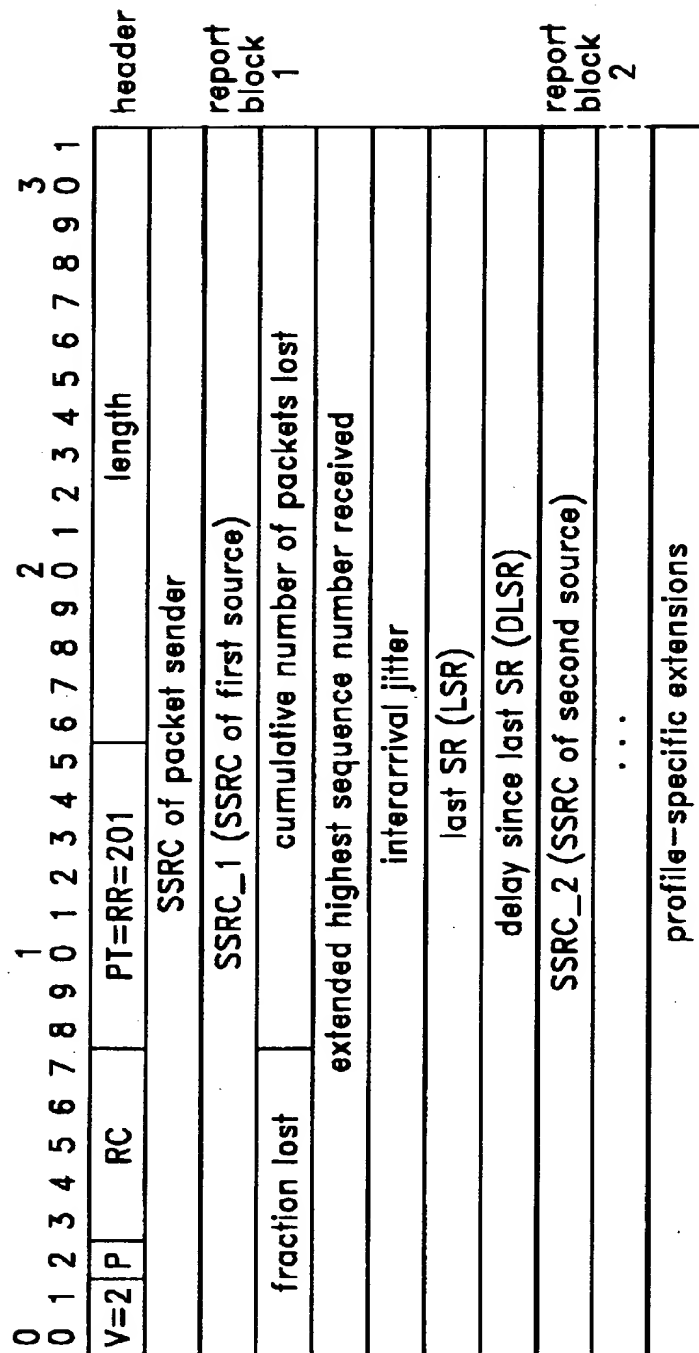 0 1 2 3
0 1 2 3 4 5 6 7 8 9 0 1 2 3 4 5 6 7 8 9 0 1 2 3 4 5 6 7 8 9 0 1
V=2 P RC PT=RR=201 length header
SSRC of packet sender
SSRC_1 (SSRC of first source) report
block
1
fraction lost cumulative number of packets lost
extended highest sequence number received
interarrival jitter
last SR (LSR)
delay since last SR (DLSR)
SSRC_2 (SSRC of second source) report
block
2
...
profile-specific extensions